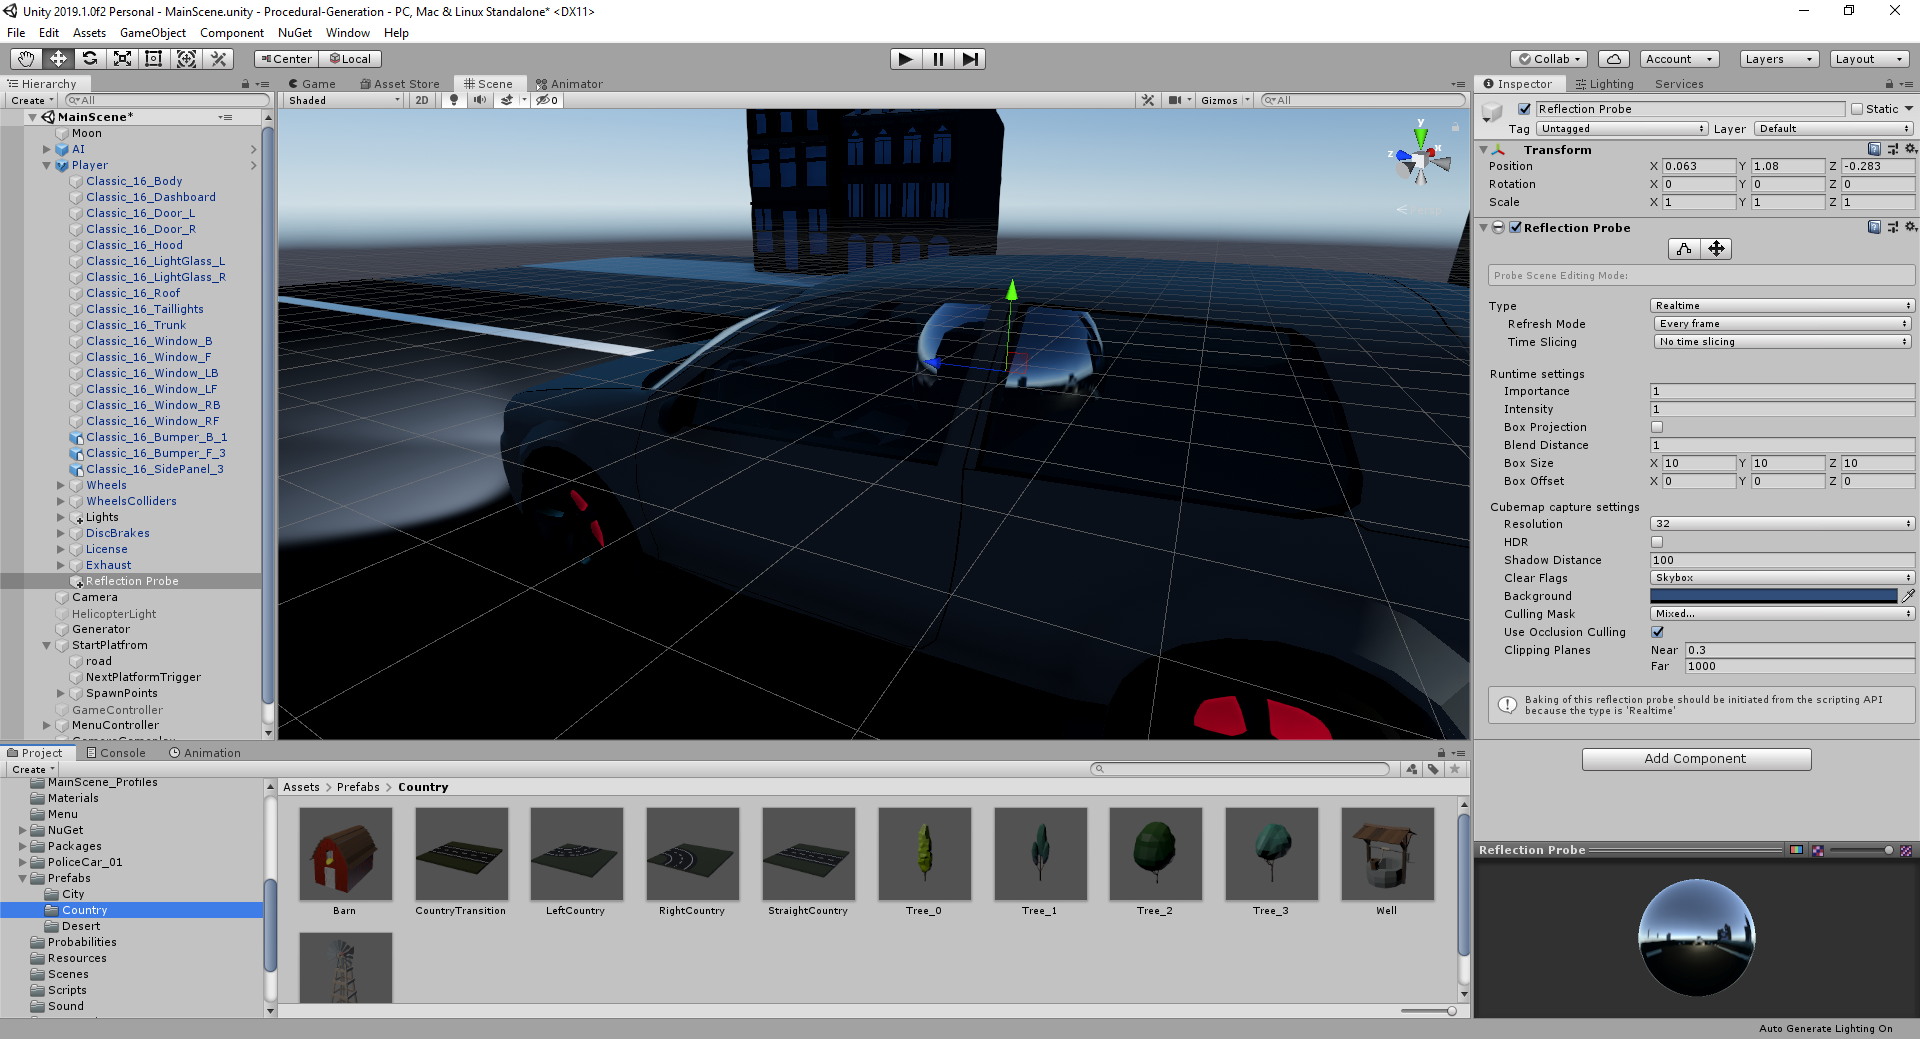 Unity 2019.1.0f2 Personal - MainScene.unity - Procedural-Generation - PC, Mac & Linux Standalone* <DX11>
File Edit Assets GameObject Component NuGet Window Help
Center Local
Collab Account Layers Layout
Hierarchy
Create All
MainScene*
Moon
AI
Player
Classic_16_Body
Classic_16_Dashboard
Classic_16_Door_L
Classic_16_Door_R
Classic_16_Hood
Classic_16_LightGlass_L
Classic_16_LightGlass_R
Classic_16_Roof
Classic_16_Taillights
Classic_16_Trunk
Classic_16_Window_B
Classic_16_Window_F
Classic_16_Window_LB
Classic_16_Window_LF
Classic_16_Window_RB
Classic_16_Window_RF
Classic_16_Bumper_B_1
Classic_16_Bumper_F_3
Classic_16_SidePanel_3
Wheels
WheelsColliders
Lights
DiscBrakes
License
Exhaust
Reflection Probe
Camera
HelicopterLight
Generator
StartPlatfrom
road
NextPlatformTrigger
SpawnPoints
GameController
MenuController
Game Asset Store Scene Animator
Shaded 2D 0 Gizmos All
y
x
z
Inspector Lighting Services
Reflection Probe Static
Tag Untagged Layer Default
Transform
Position X 0.063 Y 1.08 Z -0.283
Rotation X 0 Y 0 Z 0
Scale X 1 Y 1 Z 1
Reflection Probe
Probe Scene Editing Mode:
Type Realtime
Refresh Mode Every frame
Time Slicing No time slicing
Runtime settings
Importance 1
Intensity 1
Box Projection
Blend Distance 1
Box Size X 10 Y 10 Z 10
Box Offset X 0 Y 0 Z 0
Cubemap capture settings
Resolution 32
HDR
Shadow Distance 100
Clear Flags Skybox
Background
Culling Mask Mixed...
Use Occlusion Culling
Clipping Planes Near 0.3
Far 1000
Baking of this reflection probe should be initiated from the scripting API
because the type is 'Realtime'
Add Component
Reflection Probe
Project Console Animation
Create
MainScene_Profiles
Materials
Menu
NuGet
Packages
PoliceCar_01
Prefabs
City
Country
Desert
Probabilities
Resources
Scenes
Scripts
Sound
Assets > Prefabs > Country
Barn CountryTransition LeftCountry RightCountry StraightCountry Tree_0 Tree_1 Tree_2 Tree_3 Well
Auto Generate Lighting On